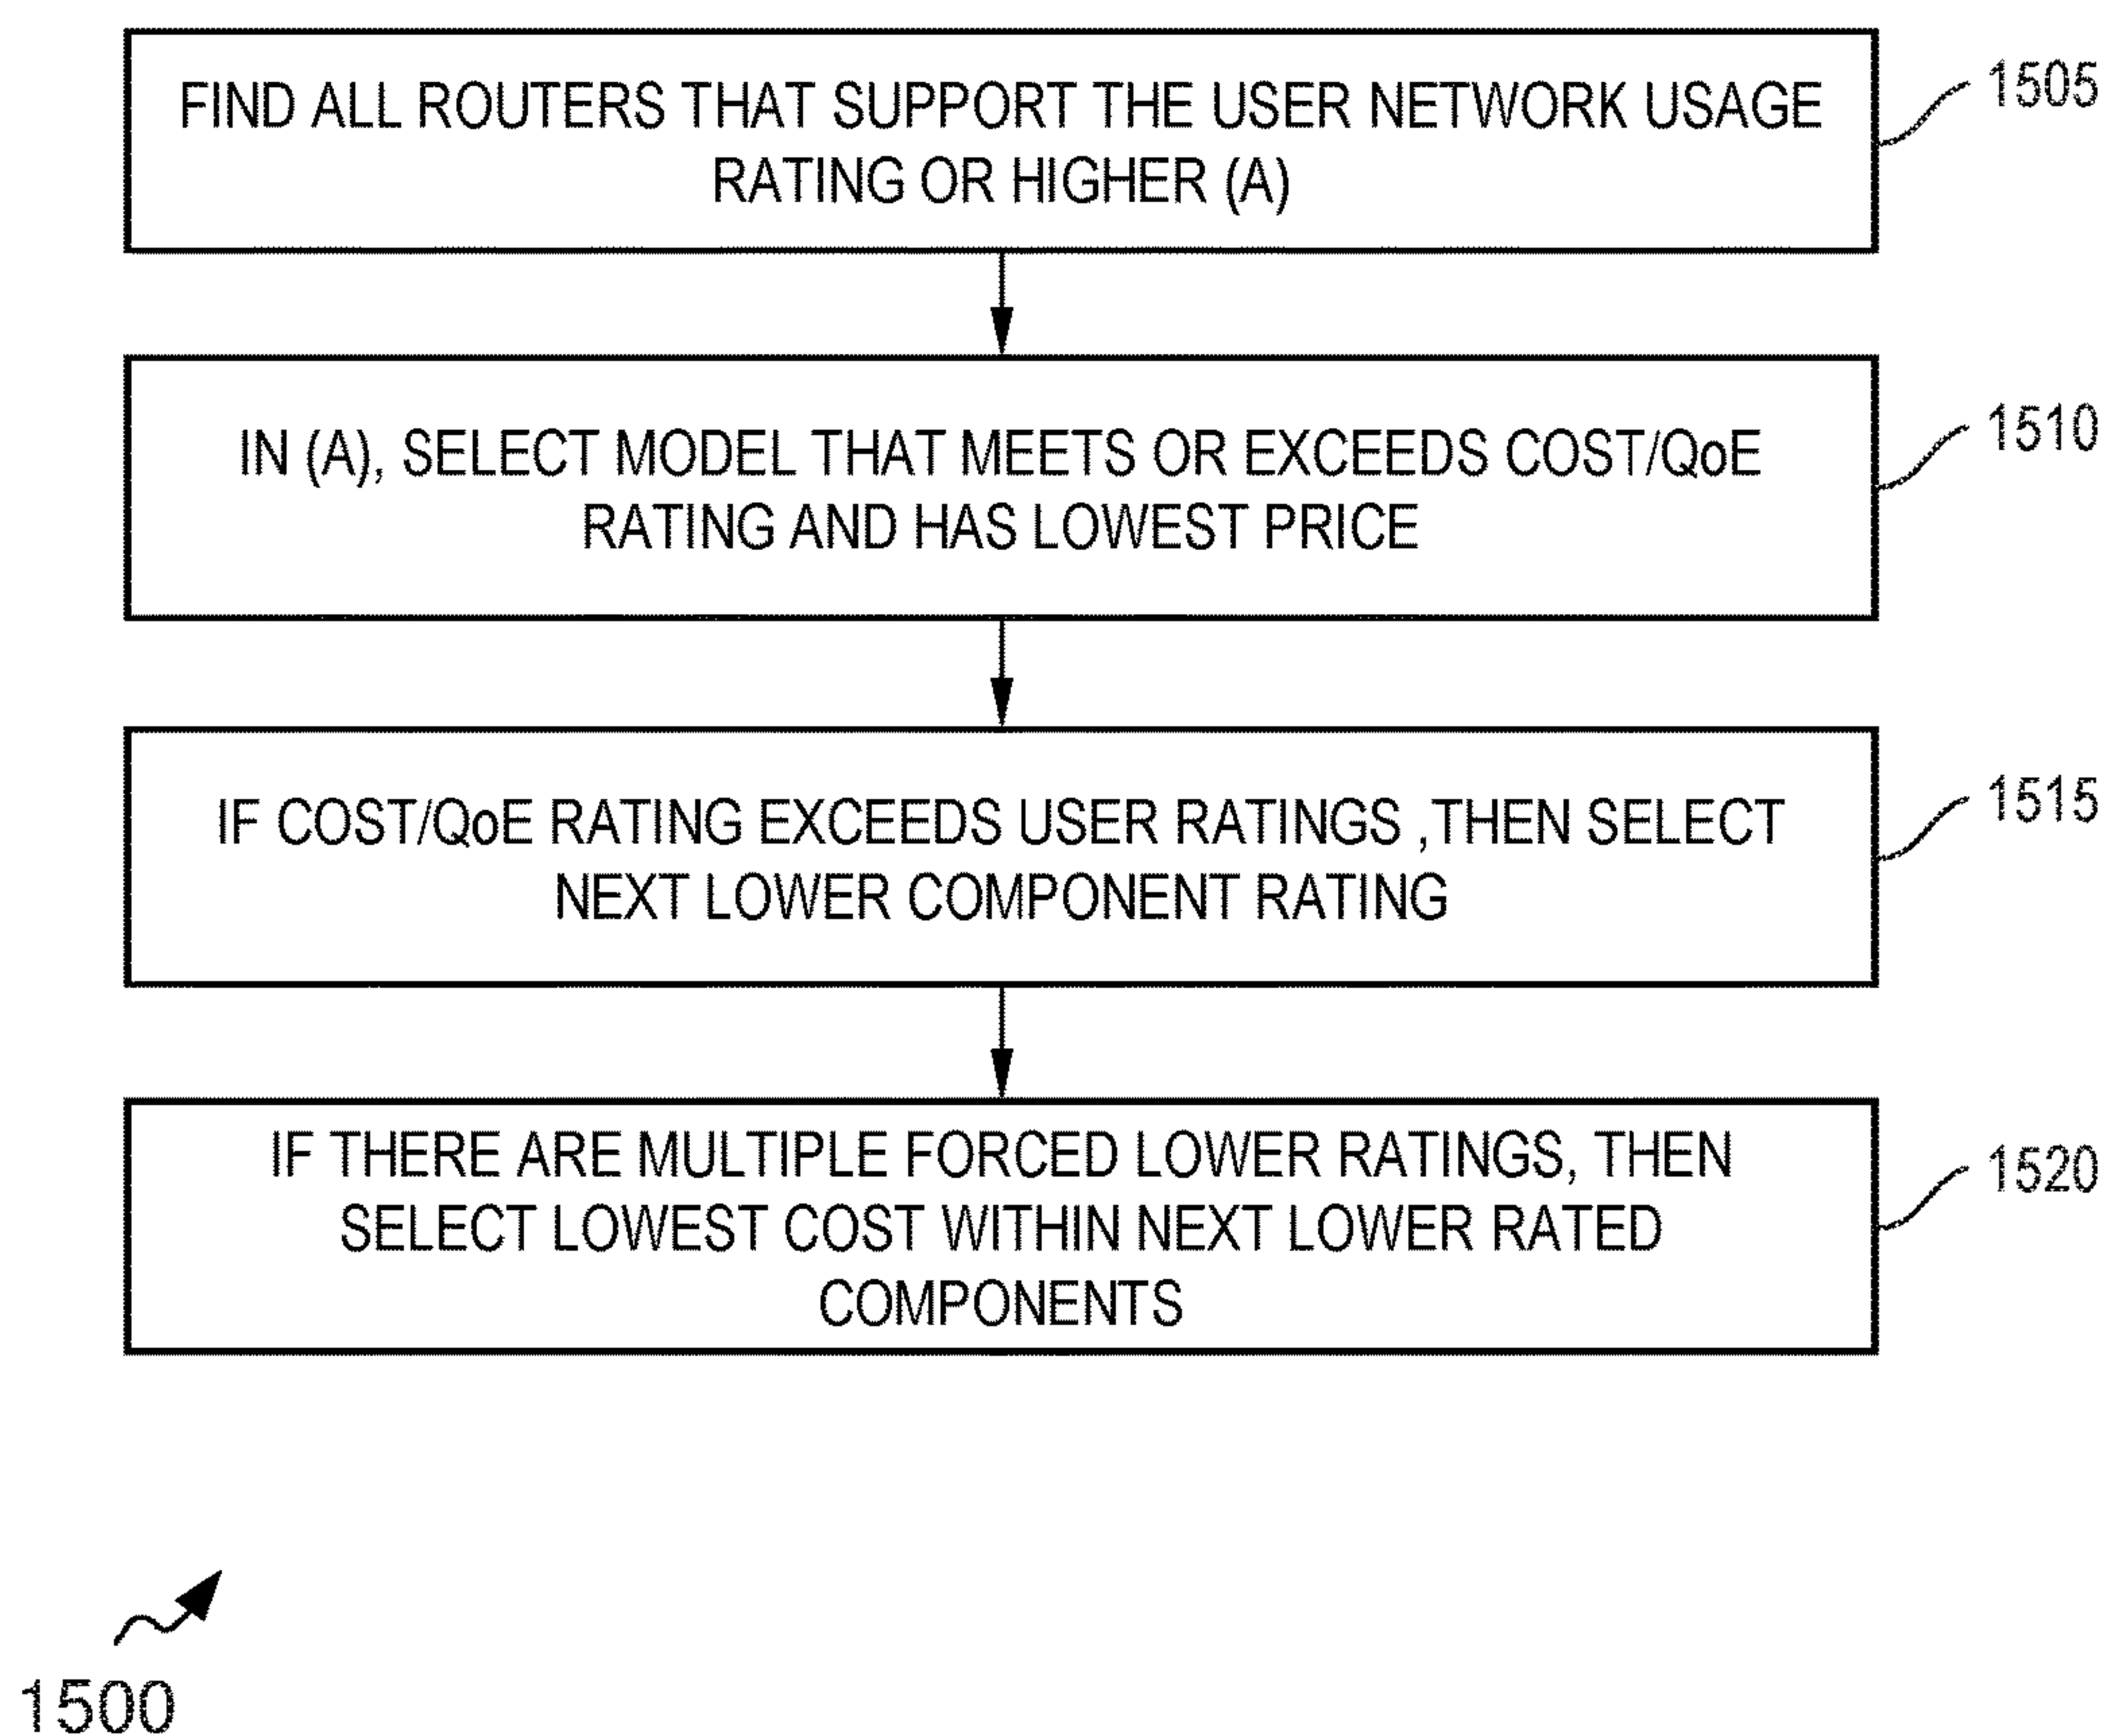 FIND ALL ROUTERS THAT SUPPORT THE USER NETWORK USAGE
RATING OR HIGHER (A)
1505
IN (A), SELECT MODEL THAT MEETS OR EXCEEDS COST/QoE
RATING AND HAS LOWEST PRICE
1510
IF COST/QoE RATING EXCEEDS USER RATINGS ,THEN SELECT
NEXT LOWER COMPONENT RATING
1515
IF THERE ARE MULTIPLE FORCED LOWER RATINGS, THEN
SELECT LOWEST COST WITHIN NEXT LOWER RATED
COMPONENTS
1520
1500